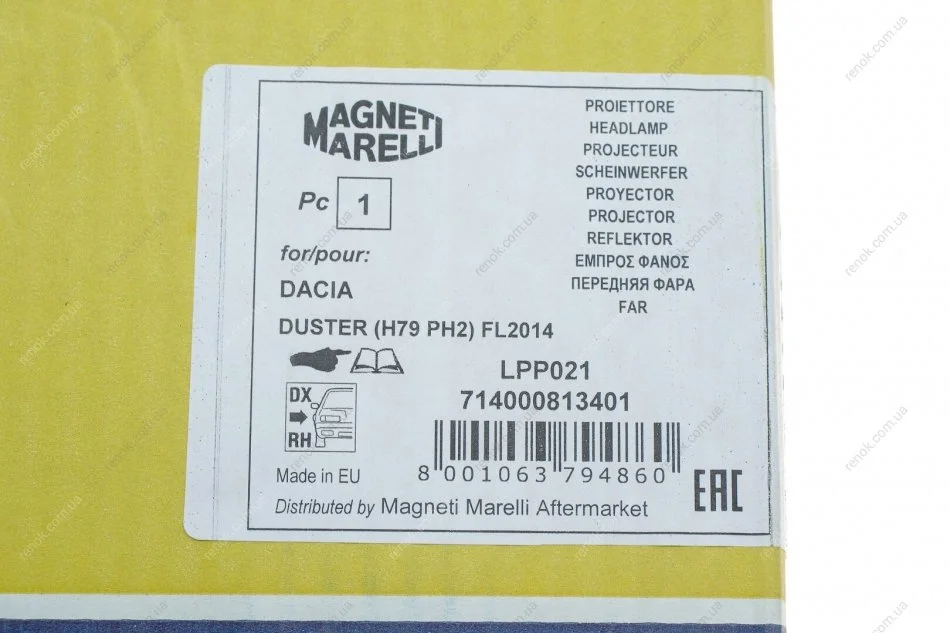 MAGNETI
MARELLI
Pc 1
for/pour:
DACIA
DUSTER (H79 PH2) FL2014
DX
RH
Made in EU
Distributed by Magneti Marelli Aftermarket
PROIETTORE
HEADLAMP
PROJECTEUR
SCHEINWERFER
PROYECTOR
PROJECTOR
REFLEKTOR
ΕΜΠΡΟΣ ΦΑΝΟΣ
ПЕРЕДНЯЯ ФАРА
FAR
LPP021
714000813401
8 001063 794860
EAC
renok.com.ua